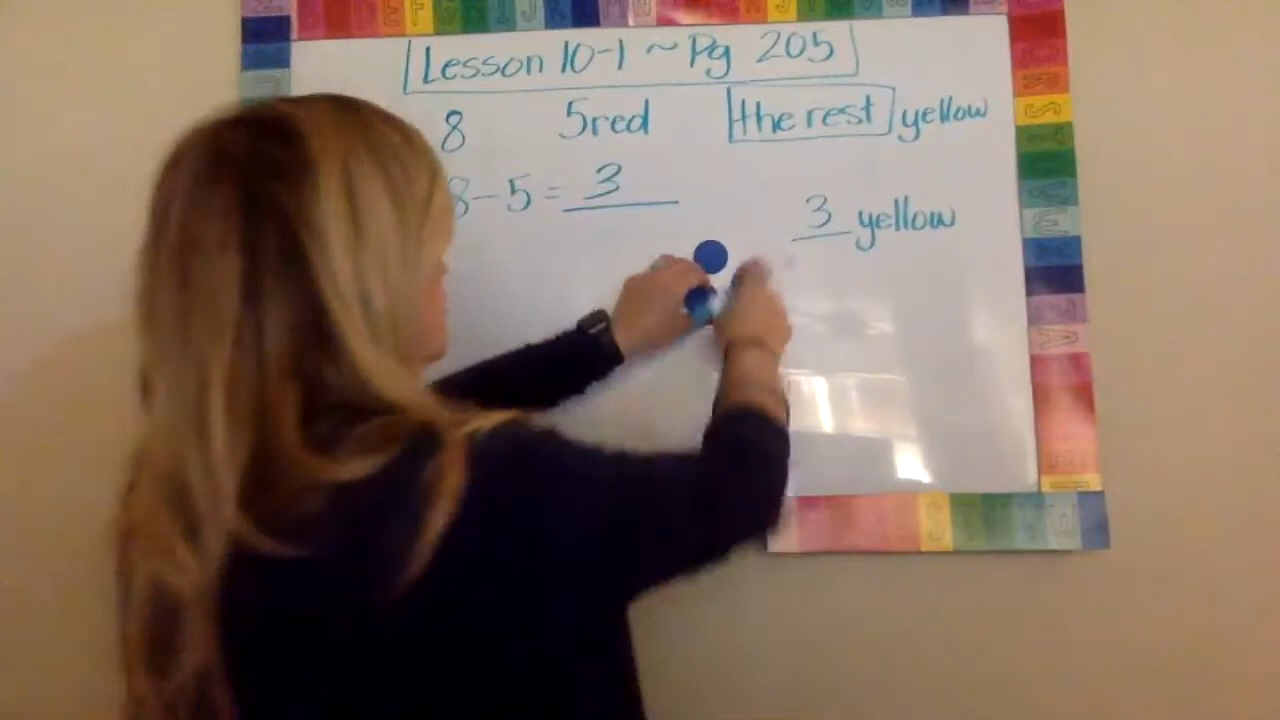 Lesson 10-1 ~ Pg 205
8 5red the rest yellow
8-5= 3
3 yellow